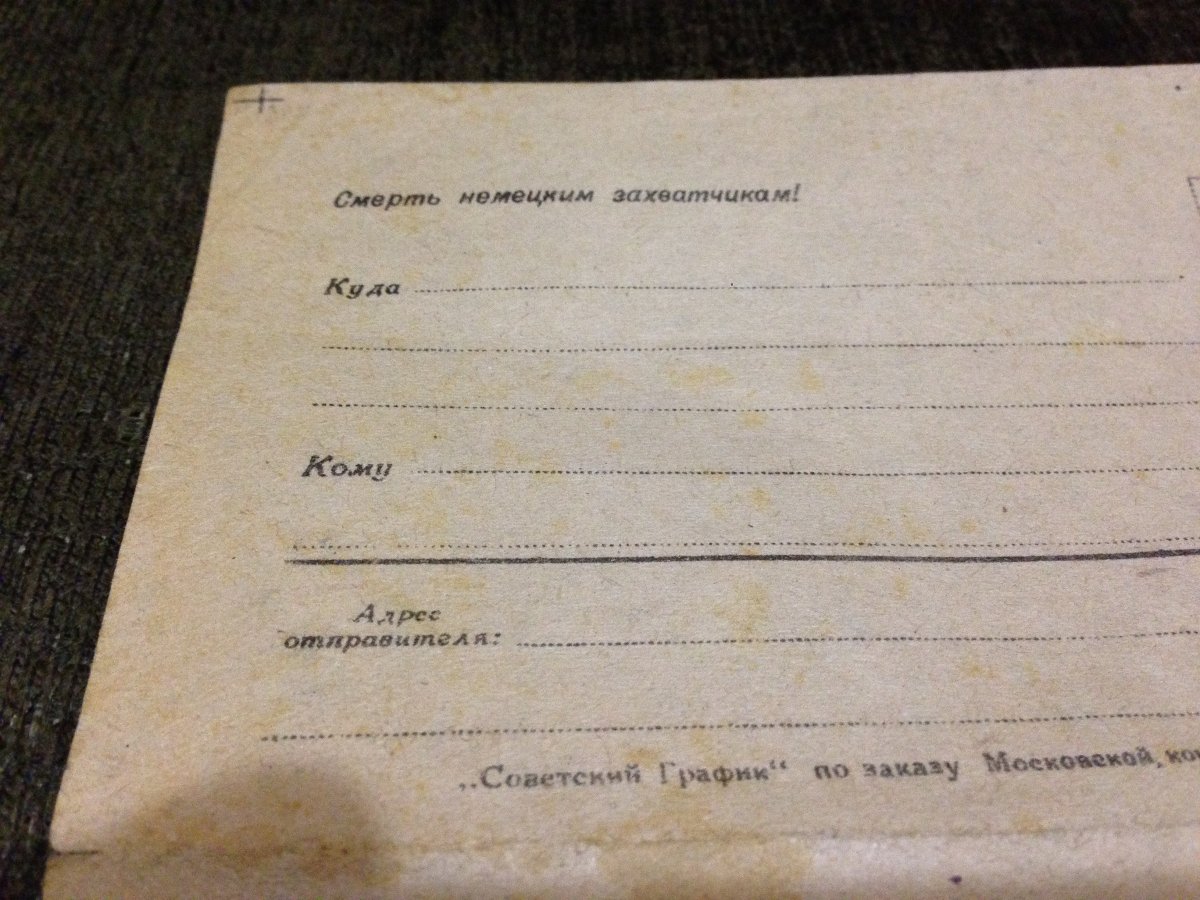 Смерть немецким захватчикам!
Куда
Кому
Адрес
отправителя:
„Советский График“ по заказу Московской,